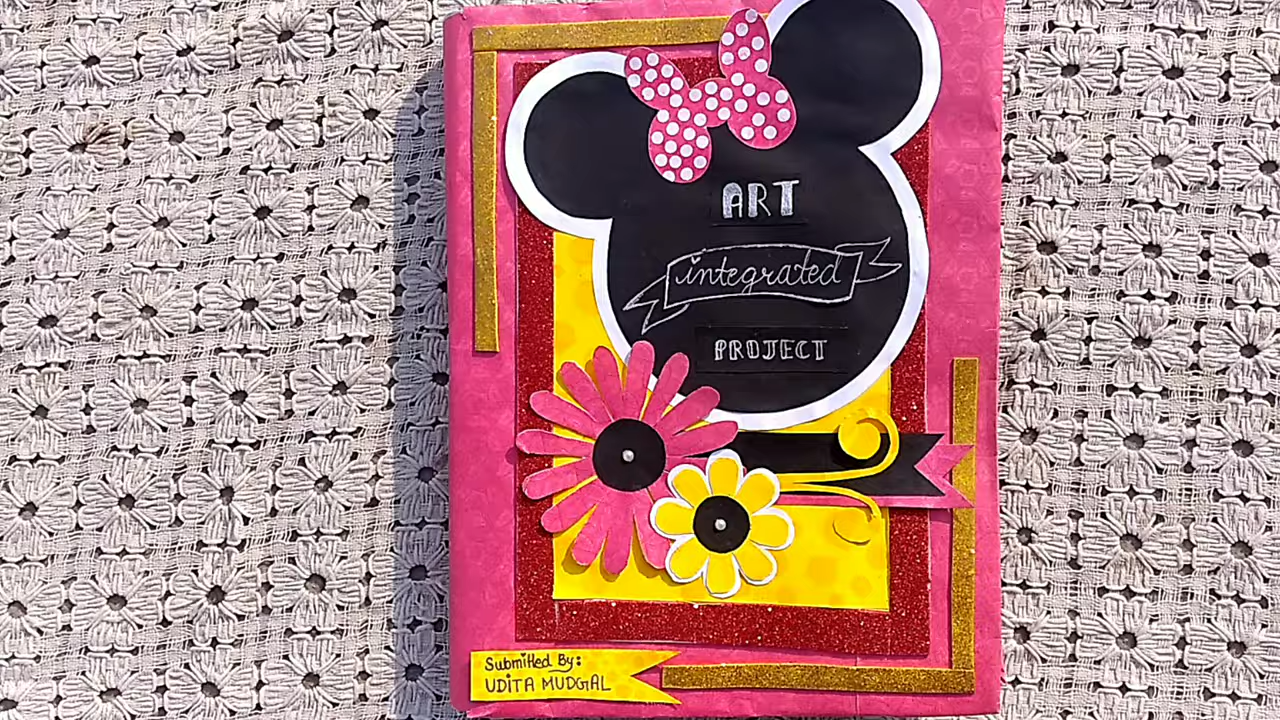 ART
integrated
PROJECT
Submitted By:
UDITA MUDGAL